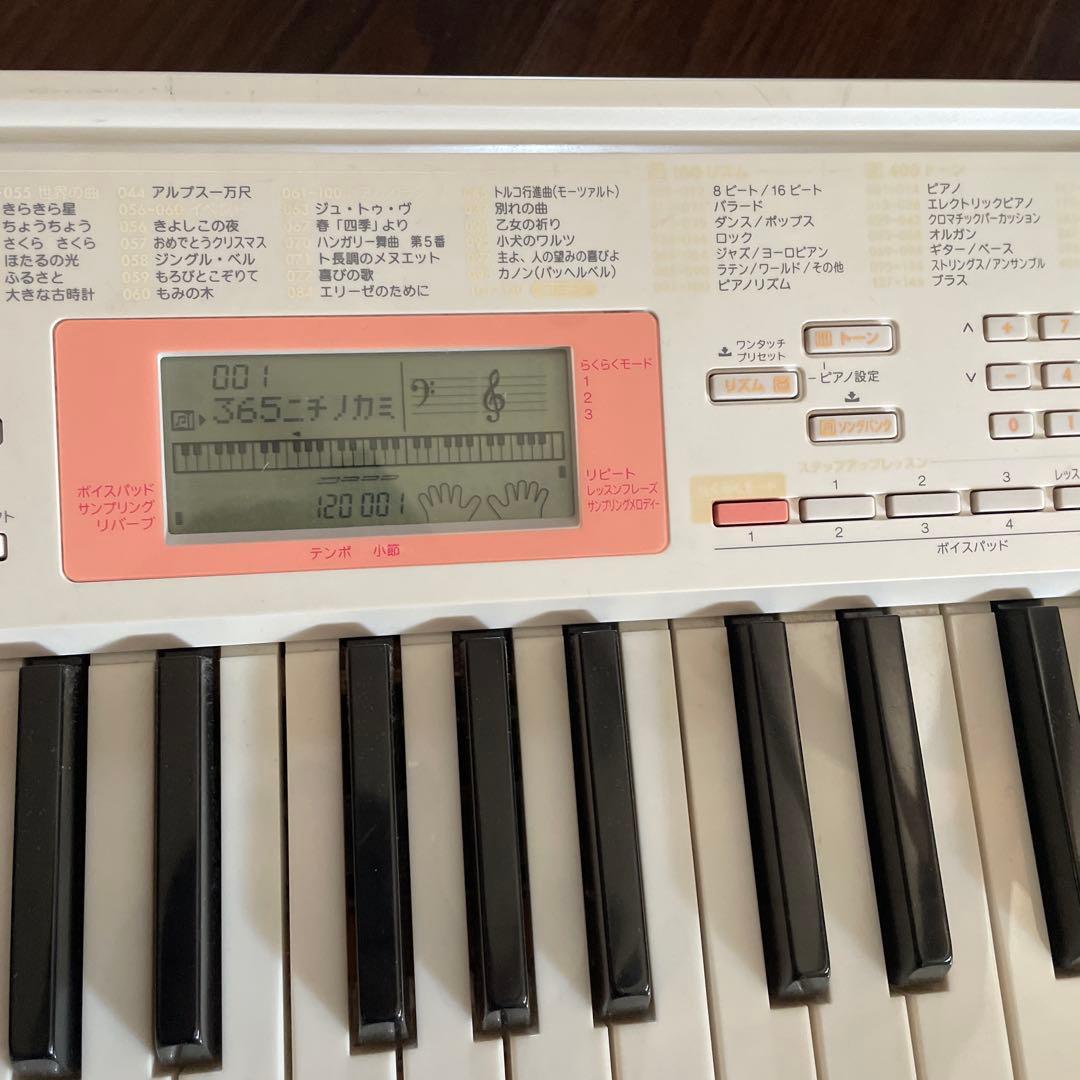 055 世界の曲
きらきら星
ちょうちょう
さくら さくら
ほたるの光
ふるさと
大きな古時計
044 アルプス一万尺
056-060
056 きよしこの夜
057 おめでとうクリスマス
058 ジングル・ベル
059 もろびとこぞりて
060 もみの木
061-100
ジュ・トゥ・ヴ
春「四季」より
ハンガリー舞曲 第5番
071 ト長調のメヌエット
077 喜びの歌
084 エリーゼのために
トルコ行進曲(モーツァルト)
別れの曲
乙女の祈り
小犬のワルツ
主よ、人の望みの喜びよ
カノン(パッヘルベル)
リズム
8 ビート/16 ビート
バラード
ダンス/ポップス
ロック
ジャズ/ヨーロピアン
ラテン/ワールド/その他
ピアノリズム
400 トーン
ピアノ
エレクトリックピアノ
クロマチックパーカッション
オルガン
ギター/ベース
ストリングス/アンサンブル
ブラス
001
365ニチノカミ
120 001
らくらくモード
1
2
3
ボイスパッド
サンプリング
リバーブ
リピート
レッスンフレーズ
サンプリングメロディー
テンポ 小節
ワンタッチ
プリセット
トーン
リズム
ピアノ設定
ソングバンク
+ 7
- 4
0 1
ステップアップレッスン
1 2 3 レッス
1 2 3 4
ボイスパッド